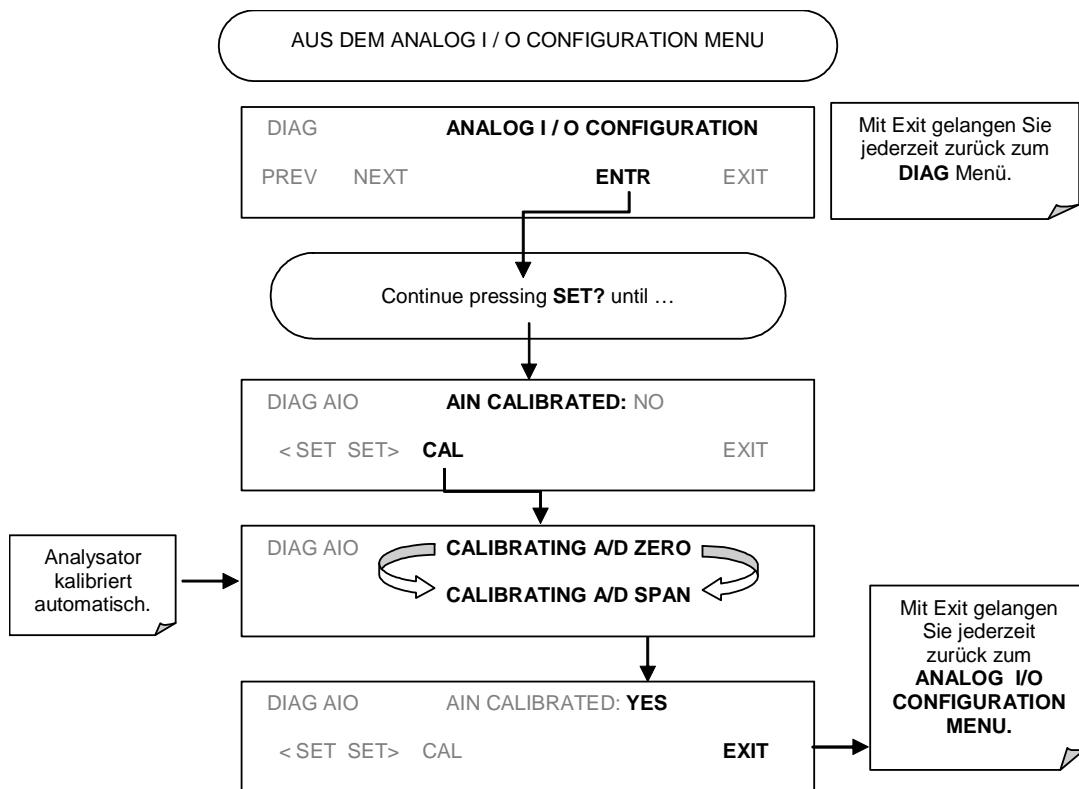 AUS DEM ANALOG I / O CONFIGURATION MENU
DIAG ANALOG I / O CONFIGURATION
PREV NEXT ENTR EXIT
Mit Exit gelangen Sie
jederzeit zurück zum
DIAG Menü.
Continue pressing SET? until …
DIAG AIO AIN CALIBRATED: NO
< SET SET> CAL EXIT
Analysator
kalibriert
automatisch.
DIAG AIO CALIBRATING A/D ZERO
CALIBRATING A/D SPAN
DIAG AIO AIN CALIBRATED: YES
< SET SET> CAL EXIT
Mit Exit gelangen
Sie jederzeit
zurück zum
ANALOG I/O
CONFIGURATION
MENU.